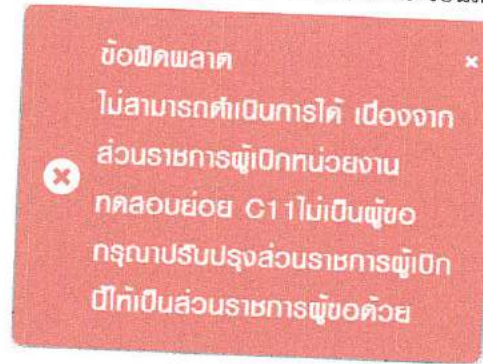 ข้อผิดพลาด
ไม่สามารถดำเนินการได้ เนื่องจาก
ส่วนราชการผู้เบิกหน่วยงาน
ทดสอบย่อย C11ไม่เป็นผู้ขอ
กรุณาปรับปรุงส่วนราชการผู้เบิก
นี้ให้เป็นส่วนราชการผู้ขอด้วย